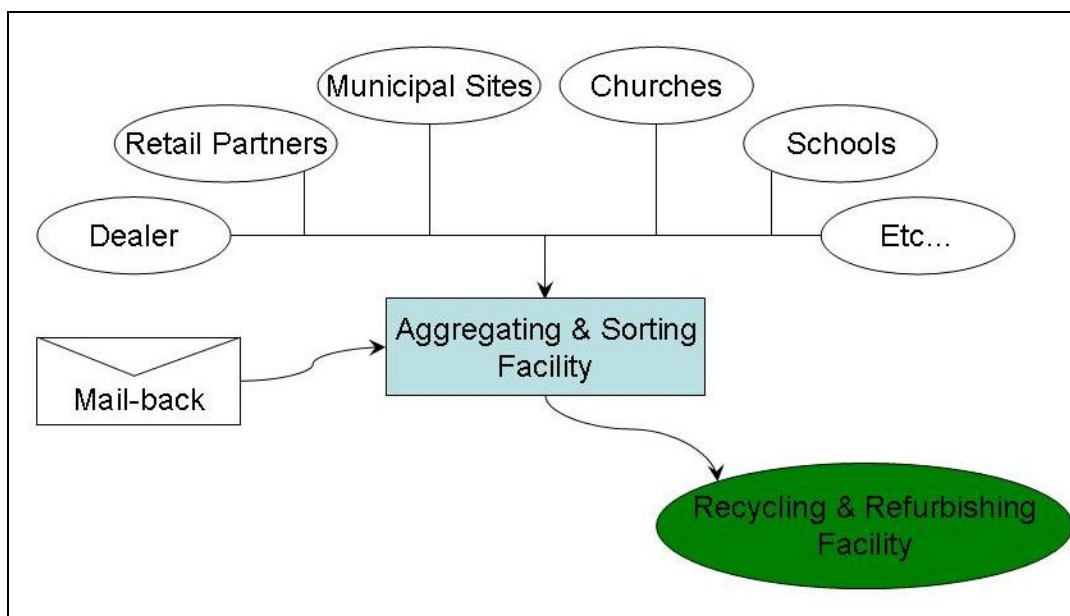 Municipal Sites
Churches
Retail Partners
Schools
Dealer
Etc...
Aggregating & Sorting
Facility
Mail-back
Recycling & Refurbishing
Facility